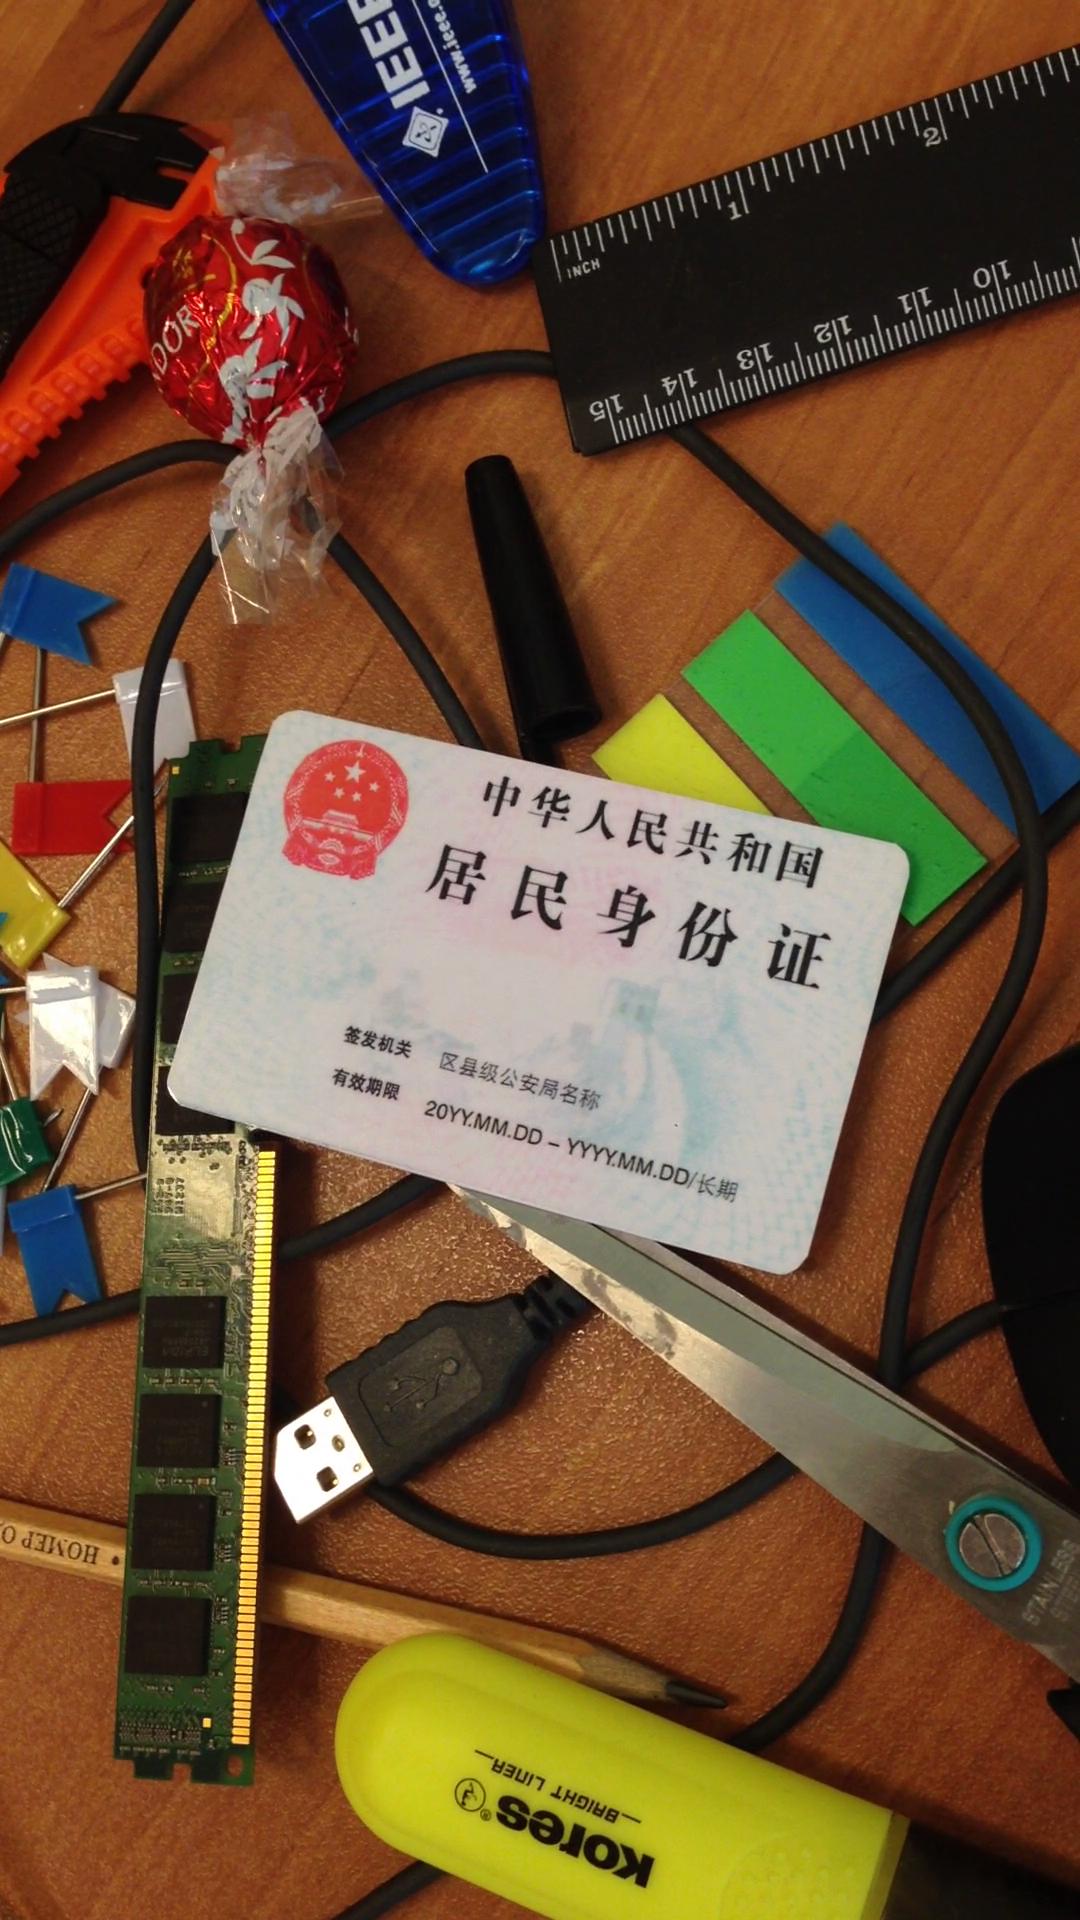 IEEE
www.ieee.o
INCH
1
2
15 14 13 12 11 10
DOR
中华人民共和国
居民身份证
签发机关 区县级公安局名称
有效期限 20YY.MM.DD – YYYY.MM.DD/长期
STAINLESS
STEEL
НОМЕР О
Kores®
BRIGHT LINER